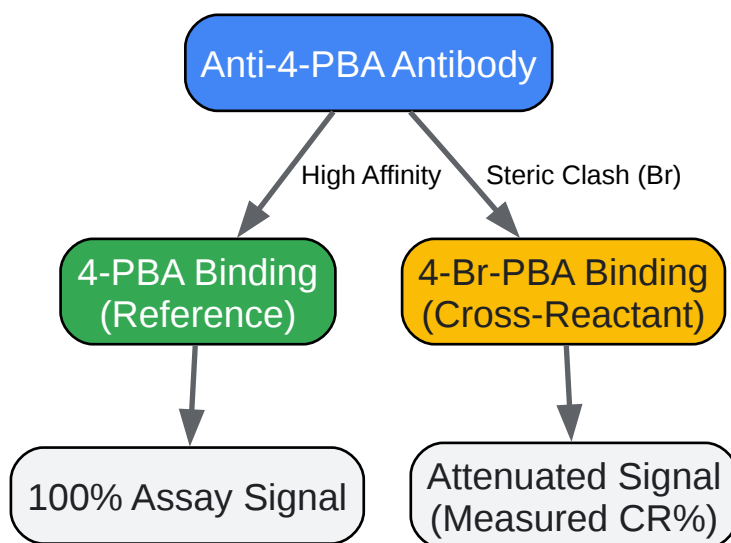 Anti-4-PBA Antibody
High Affinity
Steric Clash (Br)
4-PBA Binding
(Reference)
4-Br-PBA Binding
(Cross-Reactant)
100% Assay Signal
Attenuated Signal
(Measured CR%)